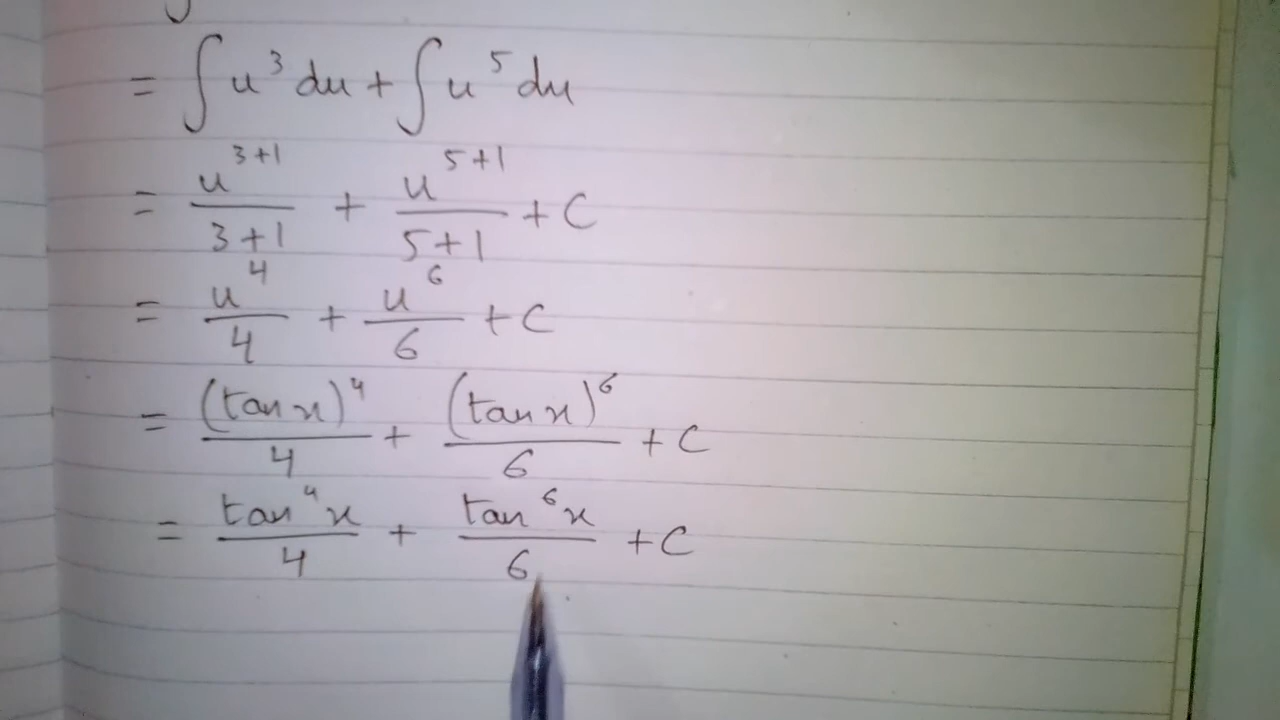 = ∫ u³ du + ∫ u⁵ du
= u^(3+1)/(3+1) + u^(5+1)/(5+1) + C
= u⁴/4 + u⁶/6 + C
= (tan x)⁴/4 + (tan x)⁶/6 + C
= tan⁴x/4 + tan⁶x/6 + C